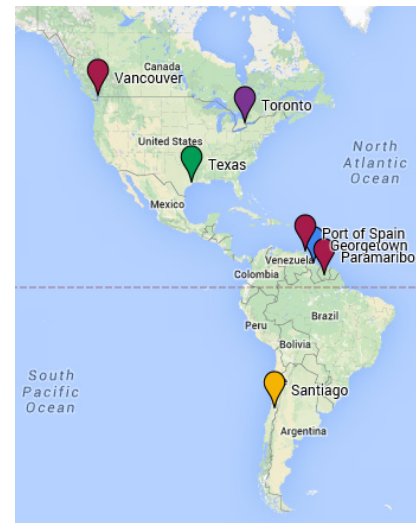 Canada
Vancouver
Toronto
United States
North
Atlantic
Ocean
Texas
Mexico
Port of Spain
Georgetown
Venezuela
Paramaribo
Colombia
Brazil
Peru
Bolivia
South
Pacific
Ocean
Santiago
Argentina